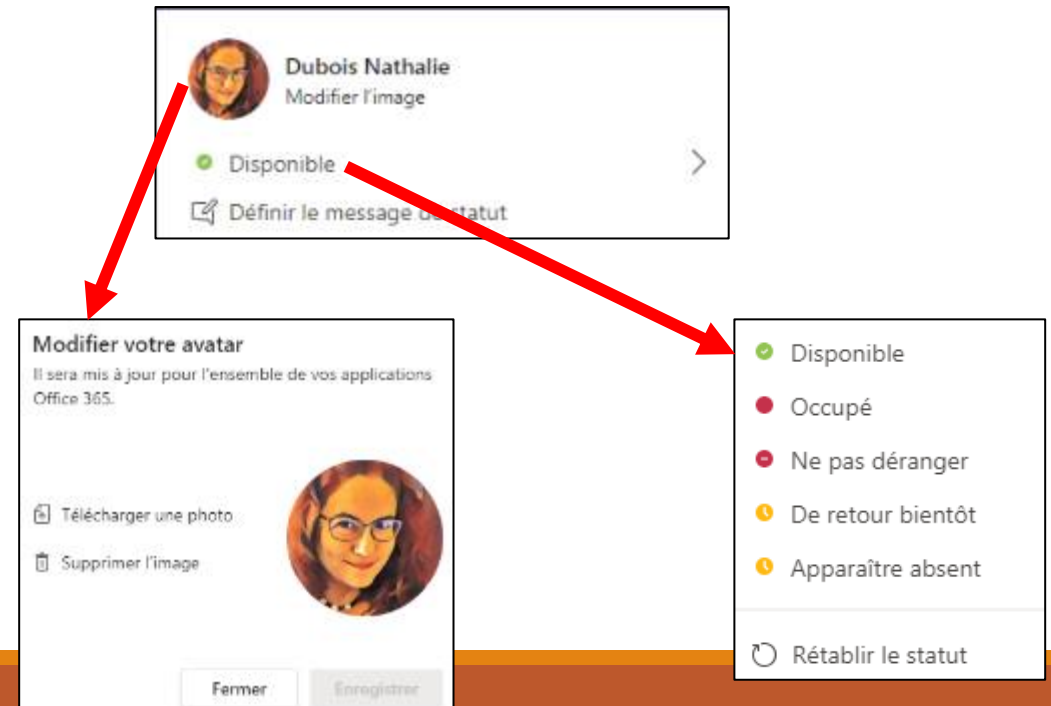 Dubois Nathalie
Modifier l'image
Disponible
Définir le message de statut
Modifier votre avatar
Il sera mis à jour pour l'ensemble de vos applications
Office 365.
Télécharger une photo
Supprimer l'image
Fermer
Enregistrer
Disponible
Occupé
Ne pas déranger
De retour bientôt
Apparaître absent
Rétablir le statut